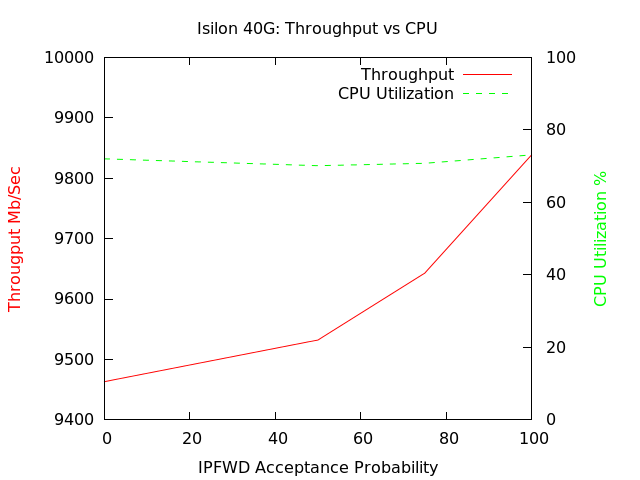 Isilon 40G: Throughput vs CPU
Througput Mb/Sec
10000
9900
9800
9700
9600
9500
9400
Throughput
CPU Utilization
100
80
60
40
20
0
CPU Utilization %
0 20 40 60 80 100
IPFWD Acceptance Probability